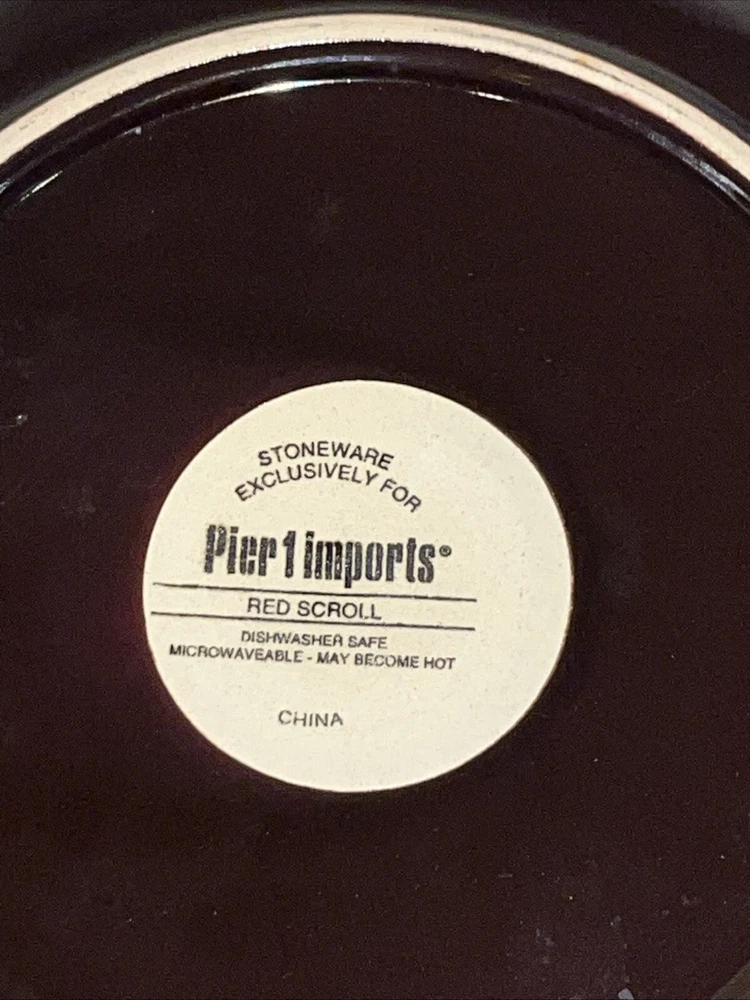 STONEWARE
EXCLUSIVELY FOR
Pier 1 imports®
RED SCROLL
DISHWASHER SAFE
MICROWAVEABLE - MAY BECOME HOT
CHINA